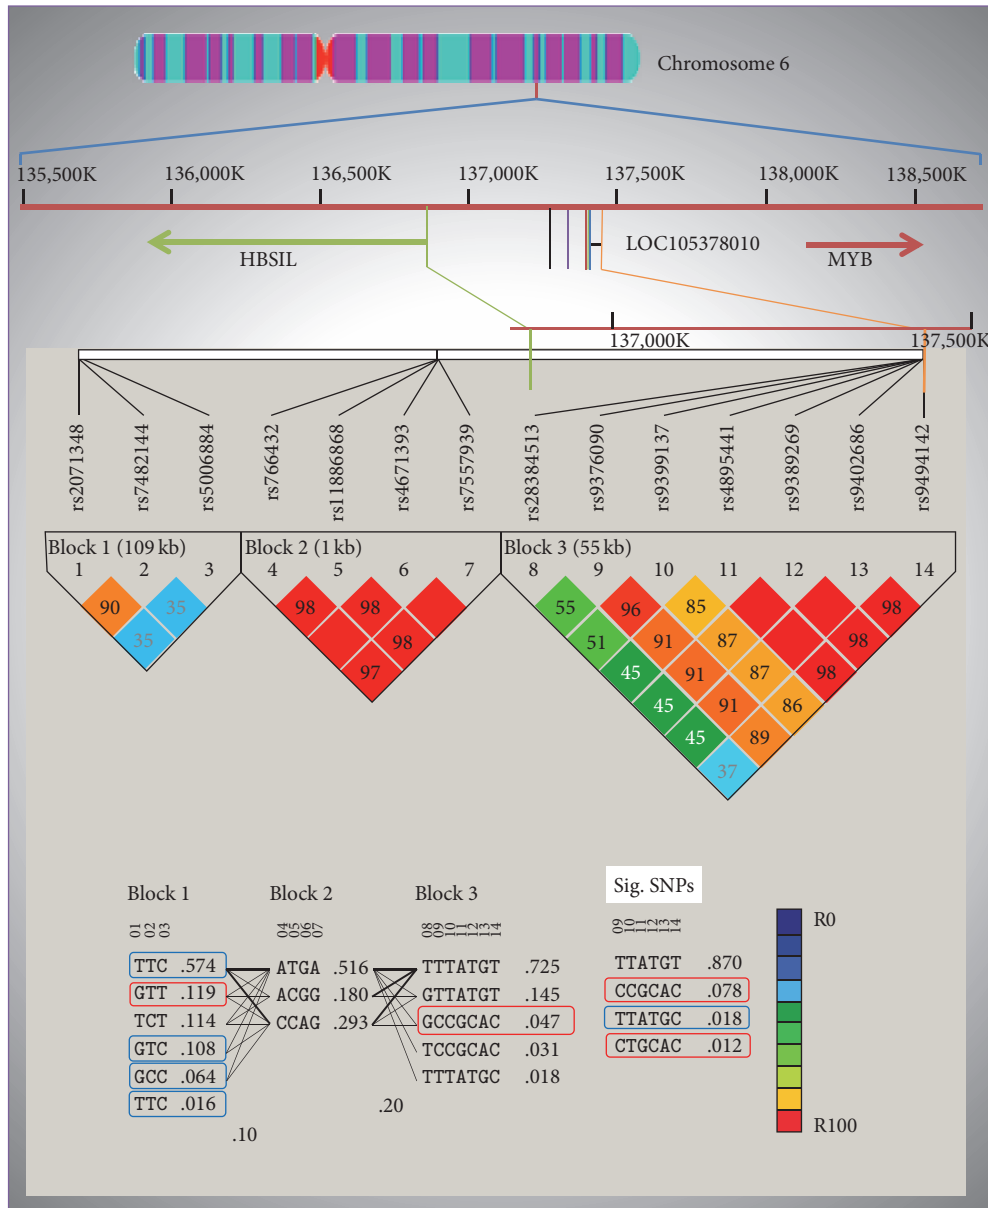 Chromosome 6
135,500K 136,000K 136,500K 137,000K 137,500K 138,000K 138,500K
HBSIL
LOC105378010
MYB
137,000K 137,500K
rs2071348
rs7482144
rs5006884
rs766432
rs11886868
rs4671393
rs7557939
rs28384513
rs9376090
rs9399137
rs4895441
rs9389269
rs9402686
rs9494142
Block 1 (109 kb) Block 2 (1 kb) Block 3 (55 kb)
1 2 3 4 5 6 7 8 9 10 11 12 13 14
90 35 98 98 55 96 85 98
35 98 51 91 87 98
97 45 91 87 98
45 91 86
45 89
37
Block 1 Block 2 Block 3 Sig. SNPs
01 02 03 04 05 06 07 08 09 10 11 12 13 14 09 10 11 12 13 14
TTC .574 ATGA .516 TTTATGT .725 TTATGT .870
GTT .119 ACGG .180 GTTATGT .145 CCGCAC .078
TCT .114 CCAG .293 GCCGCAC .047 TTATGC .018
GTC .108 TCCGCAC .031 CTGCAC .012
GCC .064 TTTATGC .018
TTC .016
.10
.20
R0
R100